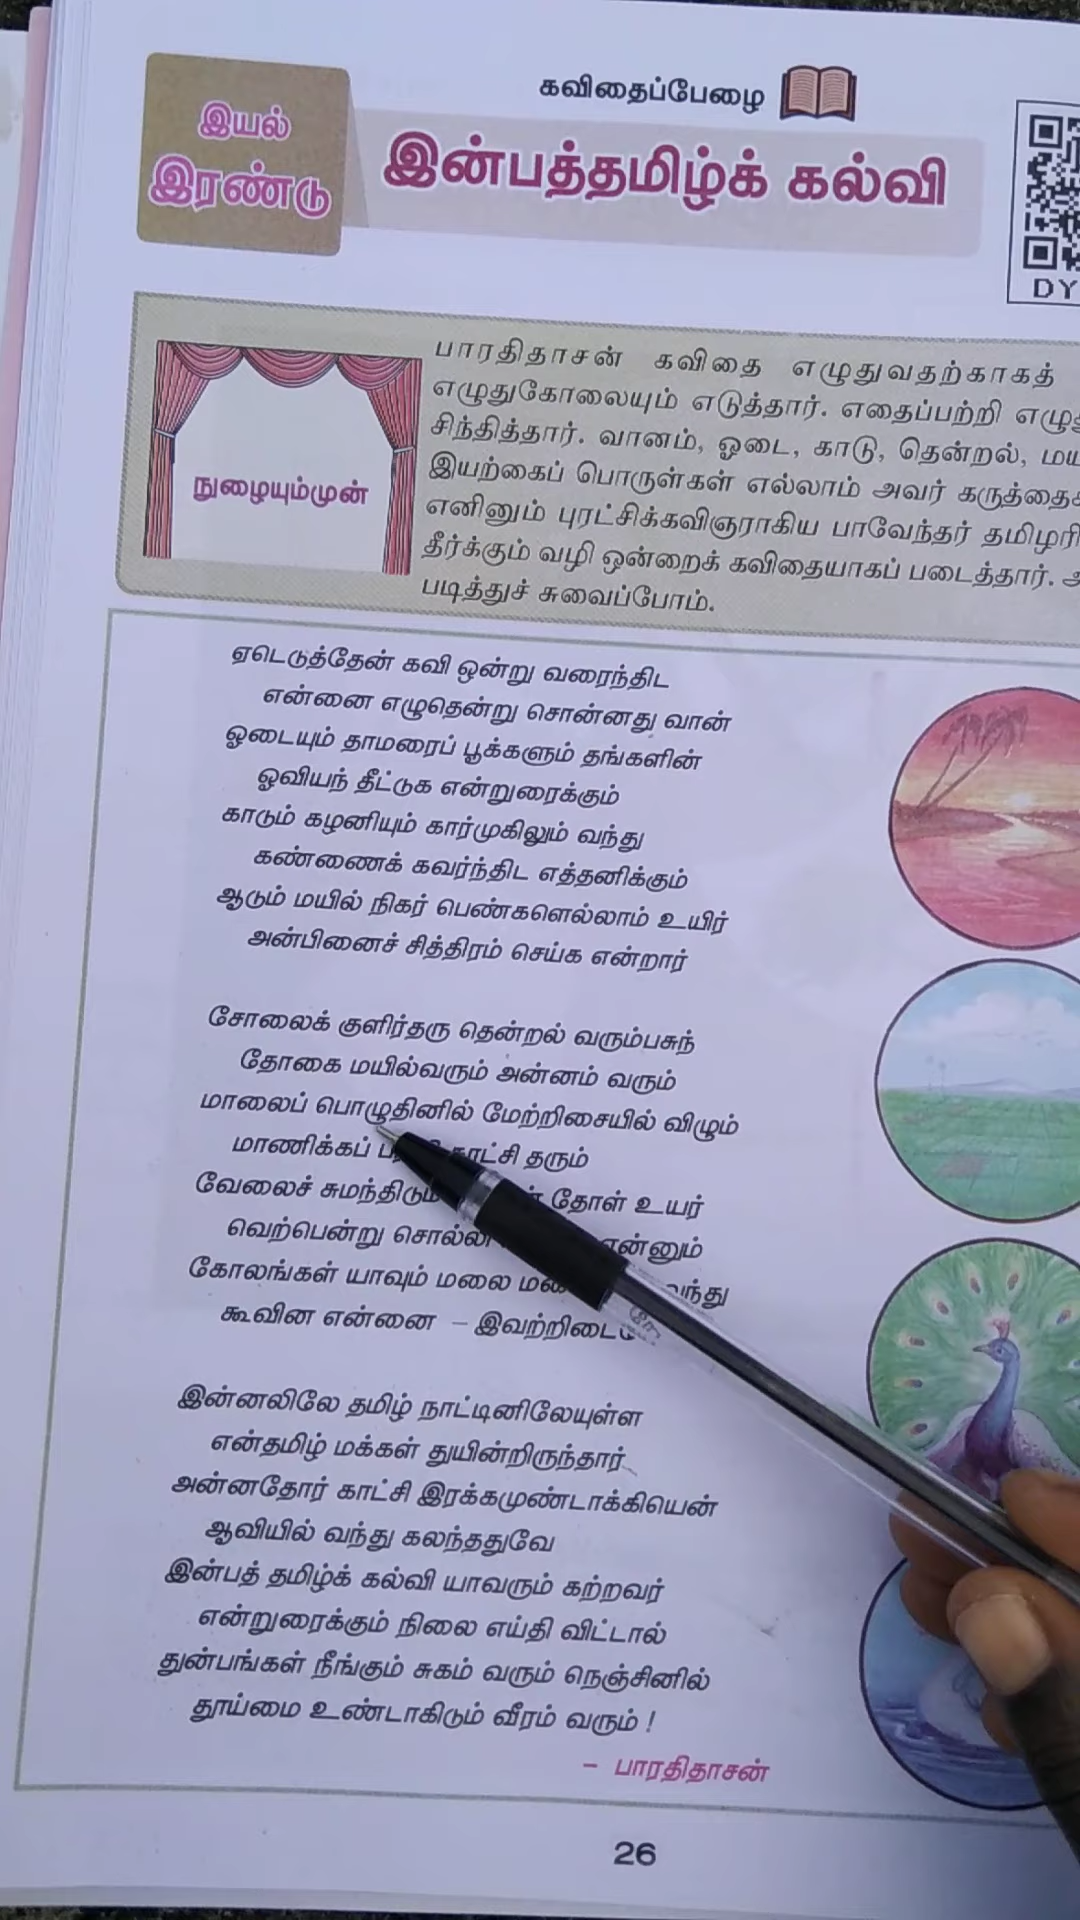 கவிதைப்பேழை
இயல்
இரண்டு
இன்பத்தமிழ்க் கல்வி
DY
நுழையும்முன்
பாரதிதாசன் கவிதை எழுதுவதற்காகத்
எழுதுகோலையும் எடுத்தார். எதைப்பற்றி
சிந்தித்தார். வானம், ஓடை, காடு, தென்றல்,
இயற்கைப் பொருள்கள் எல்லாம் அவர்
எனினும் புரட்சிக்கவிஞராகிய பாவேந்தர்
தீர்க்கும் வழி ஒன்றைக் கவிதையாகப் படைத்தார்.
படித்துச் சுவைப்போம்.
ஏடெடுத்தேன் கவி ஒன்று வரைந்திட
என்னை எழுதென்று சொன்னது வான்
ஓடையும் தாமரைப் பூக்களும் தங்களின்
ஓவியந் தீட்டுக என்றுரைக்கும்
காடும் கழனியும் கார்முகிலும் வந்து
கண்ணைக் கவர்ந்திட எத்தனிக்கும்
ஆடும் மயில் நிகர் பெண்களெல்லாம் உயிர்
அன்பினைச் சித்திரம் செய்க என்றார்
சோலைக் குளிர்தரு தென்றல் வரும்பசுந்
தோகை மயில்வரும் அன்னம் வரும்
மாலைப் பொழுதினில் மேற்றிசையில் விழும்
மாணிக்கப் காட்சி தரும்
வேலைச் சுமந்திடும் தோள் உயர்
வெற்பென்று என்னும்
கோலங்கள் யாவும் மலை வந்து
கூவின என்னை –
இன்னலிலே தமிழ் நாட்டினிலேயுள்ள
என்தமிழ் மக்கள் துயின்றிருந்தார்
அன்னதோர் காட்சி இரக்கமுண்டாக்கியென்
ஆவியில் வந்து கலந்ததுவே
இன்பத் தமிழ்க் கல்வி யாவரும் கற்றவர்
என்றுரைக்கும் நிலை எய்தி விட்டால்
துன்பங்கள் நீங்கும் சுகம் வரும் நெஞ்சினில்
தூய்மை உண்டாகிடும் வீரம் வரும் !
– பாரதிதாசன்
26